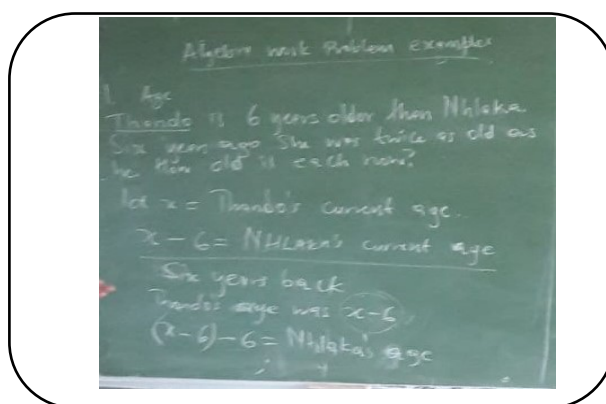 Algebra work Problem examples
1. Age
Thando is 6 years older than Nhlaka
Six years ago She was twice as old as
he How old is each now?
let x = Thando's current age.
x - 6 = NHLAKA's current age
Six years back
Thando's age was x-6,
(x-6)-6 = Nhlaka's age